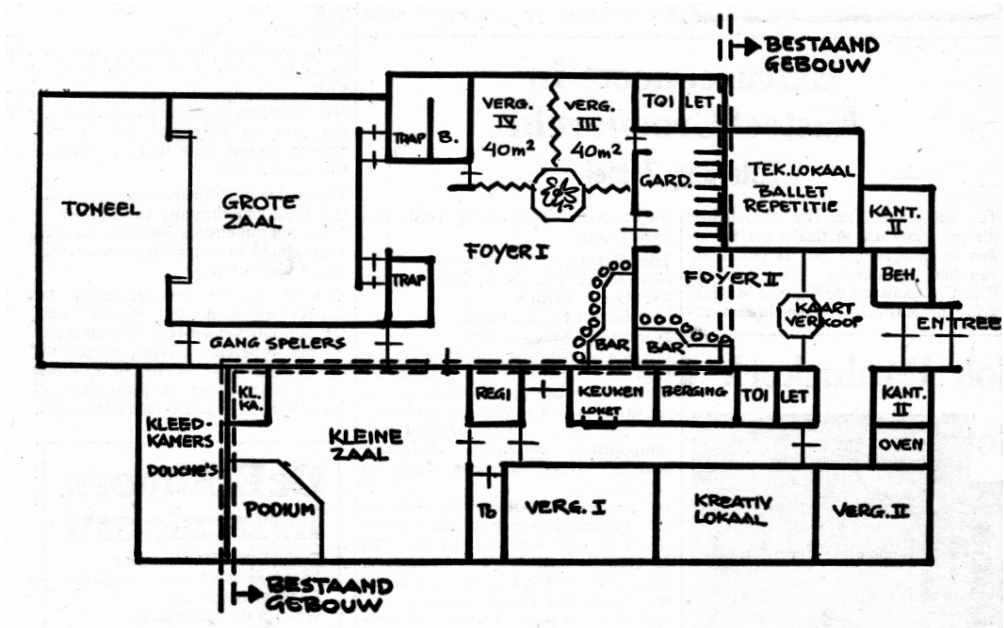 BESTAAND
GEBOUW
VERG.
IV
40m²
VERG.
III
40m²
TOI
LET
TRAP
B.
GARD.
TEK.LOKAAL
BALLET
REPETITIE
TONEEL
GROTE
ZAAL
KANT.
II
FOYER I
FOYER II
BEH.
TRAP
KAART
VERKOOP
ENTREE
GANG SPELERS
BAR
BAR
KL.
KA.
REGI
KEUKEN
LOKET
BERGING
TOI
LET
KANT.
II
KLEED-
KAMERS
DOUCHE'S
KLEINE
ZAAL
OVEN
PODIUM
Tb
VERG. I
KREATIV
LOKAAL
VERG. II
BESTAAND
GEBOUW